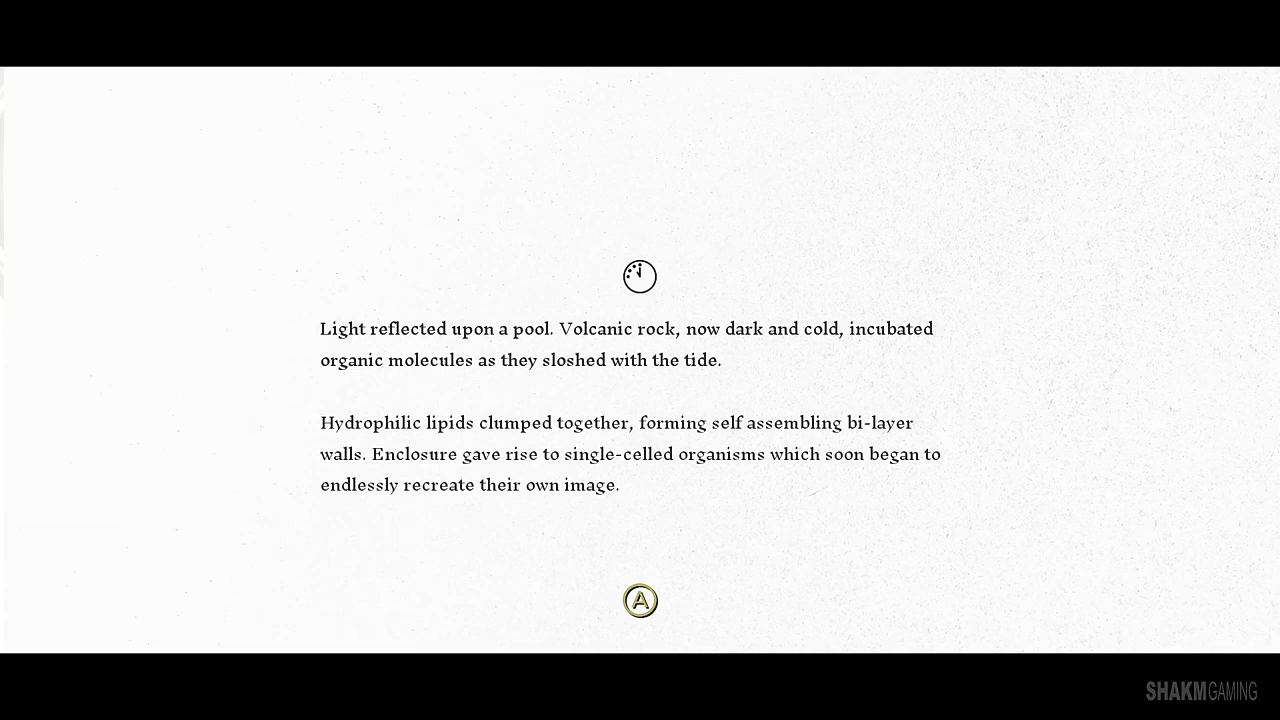 Light reflected upon a pool. Volcanic rock, now dark and cold, incubated
organic molecules as they sloshed with the tide.
Hydrophilic lipids clumped together, forming self assembling bi-layer
walls. Enclosure gave rise to single-celled organisms which soon began to
endlessly recreate their own image.
A
SHAKMGAMING